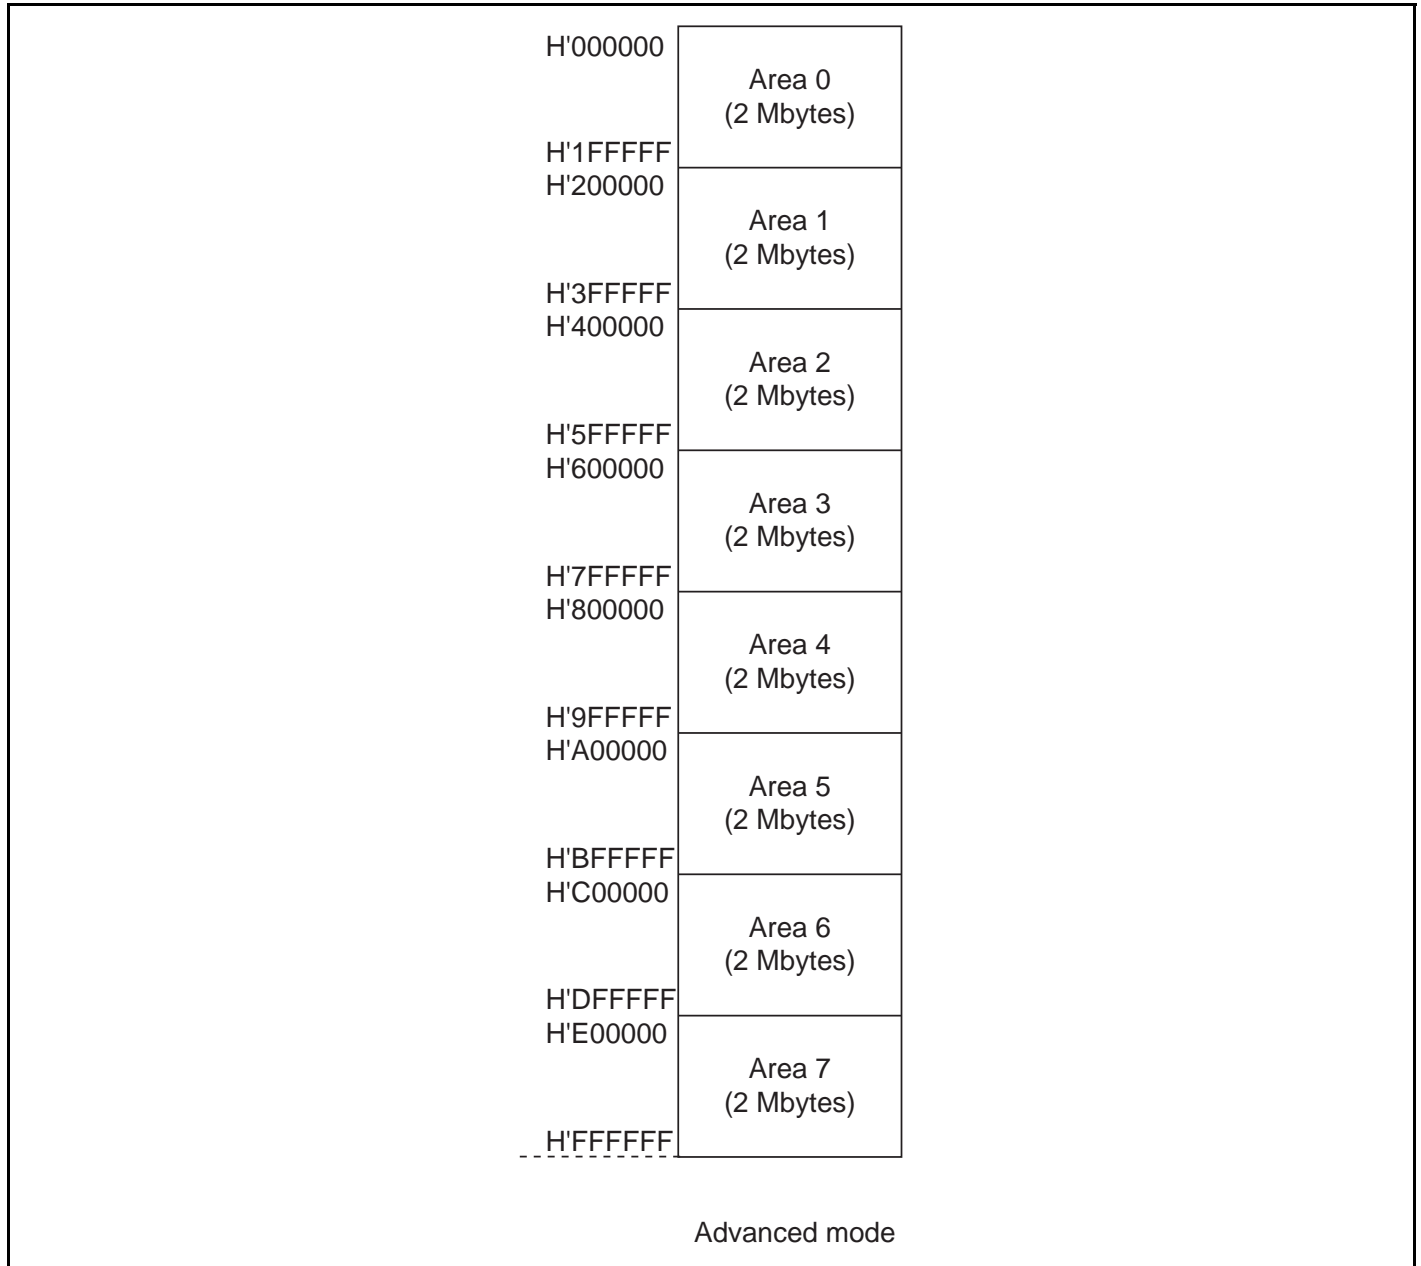 H'000000
Area 0
(2 Mbytes)
H'1FFFFF
H'200000
Area 1
(2 Mbytes)
H'3FFFFF
H'400000
Area 2
(2 Mbytes)
H'5FFFFF
H'600000
Area 3
(2 Mbytes)
H'7FFFFF
H'800000
Area 4
(2 Mbytes)
H'9FFFFF
H'A00000
Area 5
(2 Mbytes)
H'BFFFFF
H'C00000
Area 6
(2 Mbytes)
H'DFFFFF
H'E00000
Area 7
(2 Mbytes)
H'FFFFFF
Advanced mode